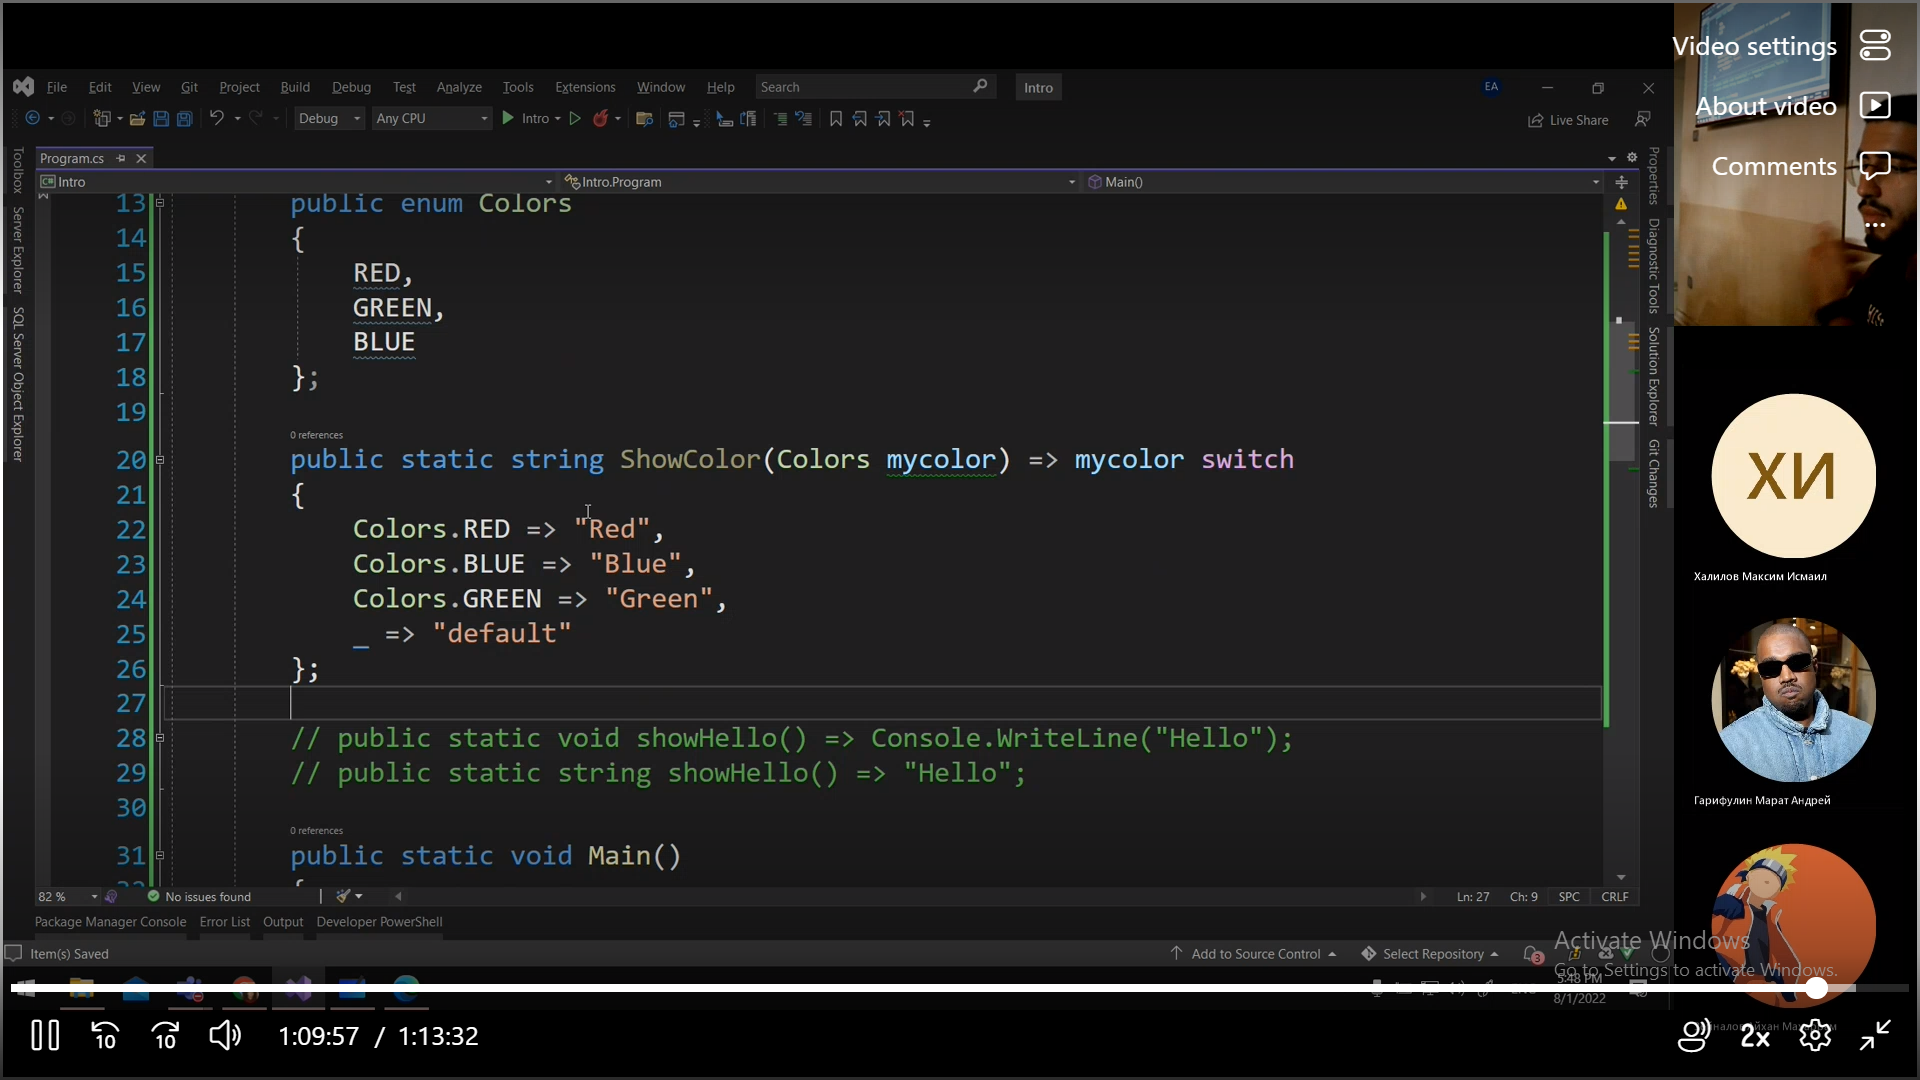 Video settings
About video
Comments
File Edit View Git Project Build Debug Test Analyze Tools Extensions Window Help Search Intro EA
Debug Any CPU Intro Live Share
Program.cs
Intro Intro.Program Main()
Toolbox
Server Explorer
SQL Server Object Explorer
Properties
Diagnostic Tools
Solution Explorer
Git Changes
13 public enum Colors
14 {
15 RED,
16 GREEN,
17 BLUE
18 };
19
0 references
20 public static string ShowColor(Colors mycolor) => mycolor switch
21 {
22 Colors.RED => "Red",
23 Colors.BLUE => "Blue",
24 Colors.GREEN => "Green",
25 _ => "default"
26 };
27
28 // public static void showHello() => Console.WriteLine("Hello");
29 // public static string showHello() => "Hello";
30
0 references
31 public static void Main()
82 % No issues found Ln: 27 Ch: 9 SPC CRLF
Package Manager Console Error List Output Developer PowerShell
Item(s) Saved Add to Source Control Select Repository 3
5:48 PM
8/1/2022
ХИ
Халилов Максим Исмаил
Гарифулин Марат Андрей
Activate Windows
Go to Settings to activate Windows.
10 10 1:09:57 / 1:13:32 2x